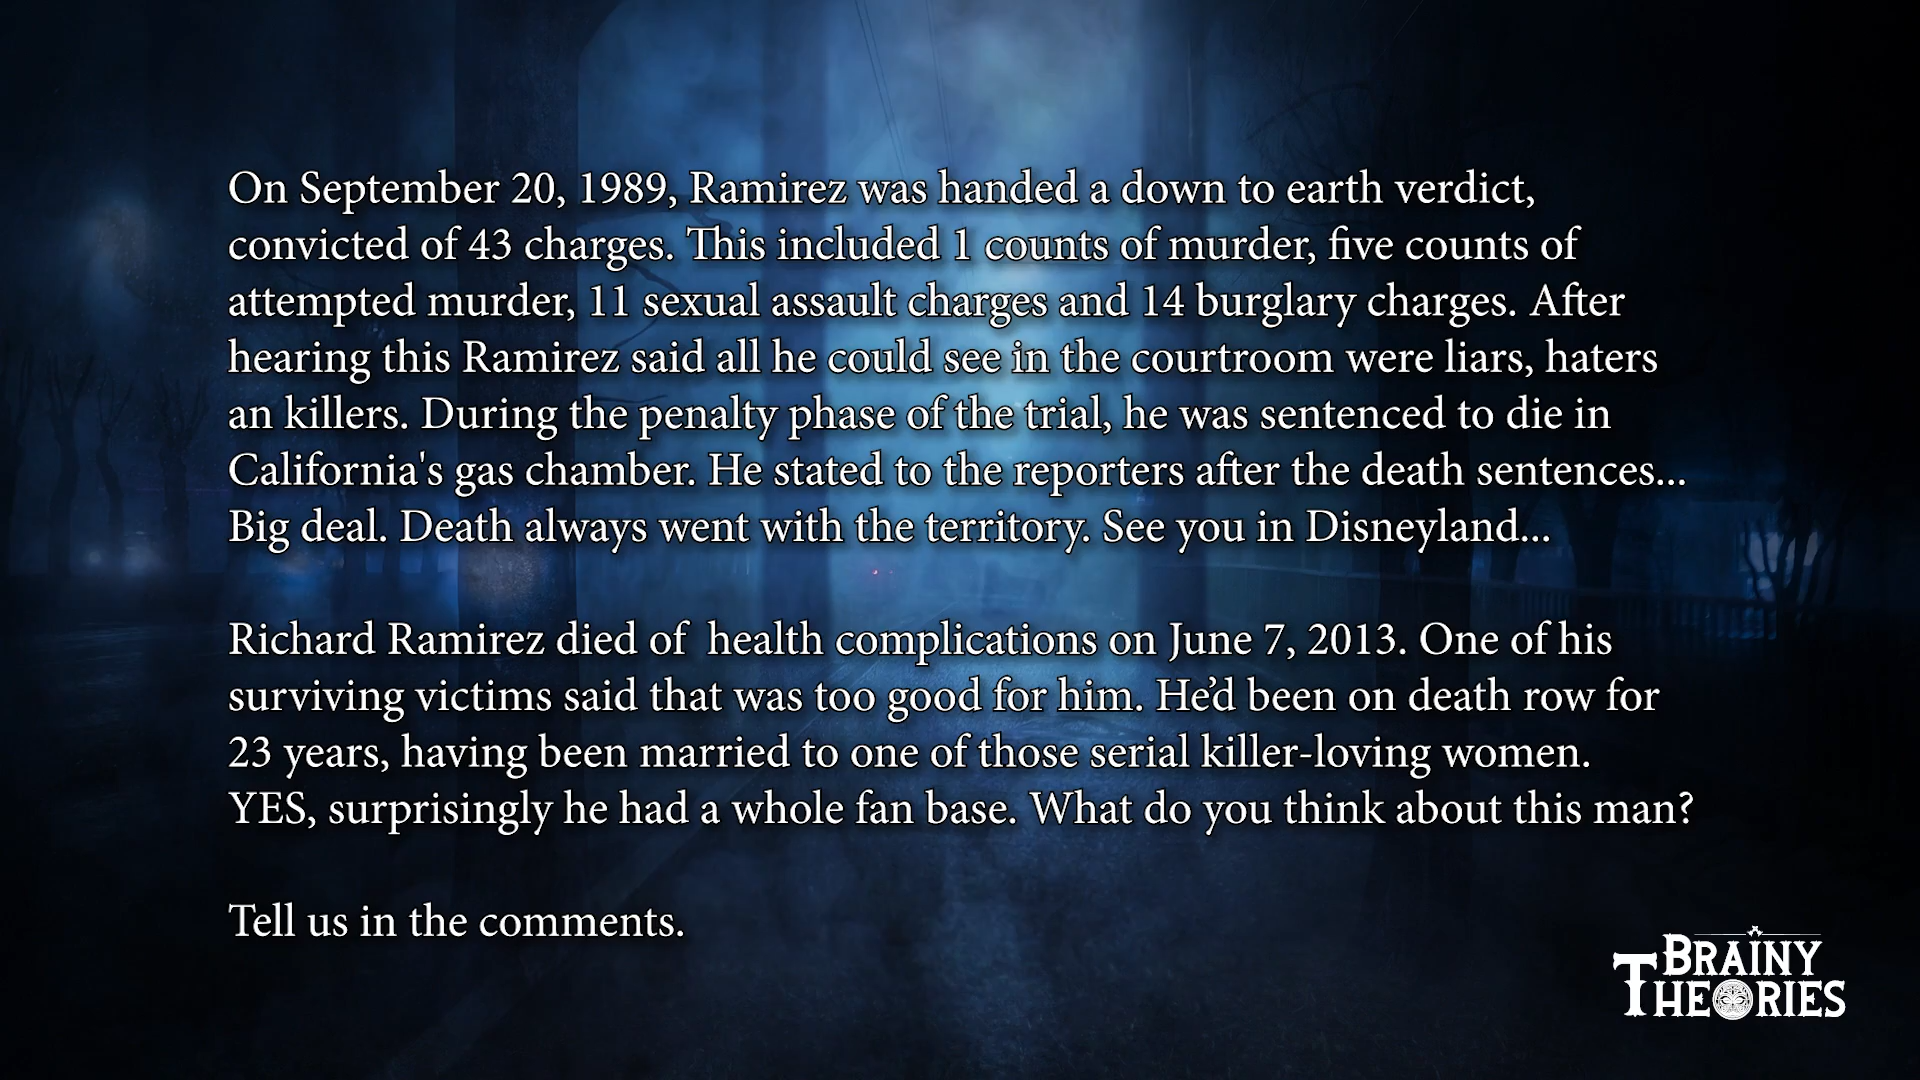 On September 20, 1989, Ramirez was handed a down to earth verdict,
convicted of 43 charges. This included 1 counts of murder, five counts of
attempted murder, 11 sexual assault charges and 14 burglary charges. After
hearing this Ramirez said all he could see in the courtroom were liars, haters
an killers. During the penalty phase of the trial, he was sentenced to die in
California's gas chamber. He stated to the reporters after the death sentences...
Big deal. Death always went with the territory. See you in Disneyland...
Richard Ramirez died of  health complications on June 7, 2013. One of his
surviving victims said that was too good for him. He’d been on death row for
23 years, having been married to one of those serial killer-loving women.
YES, surprisingly he had a whole fan base. What do you think about this man?
Tell us in the comments.
BRAINY
THEORIES